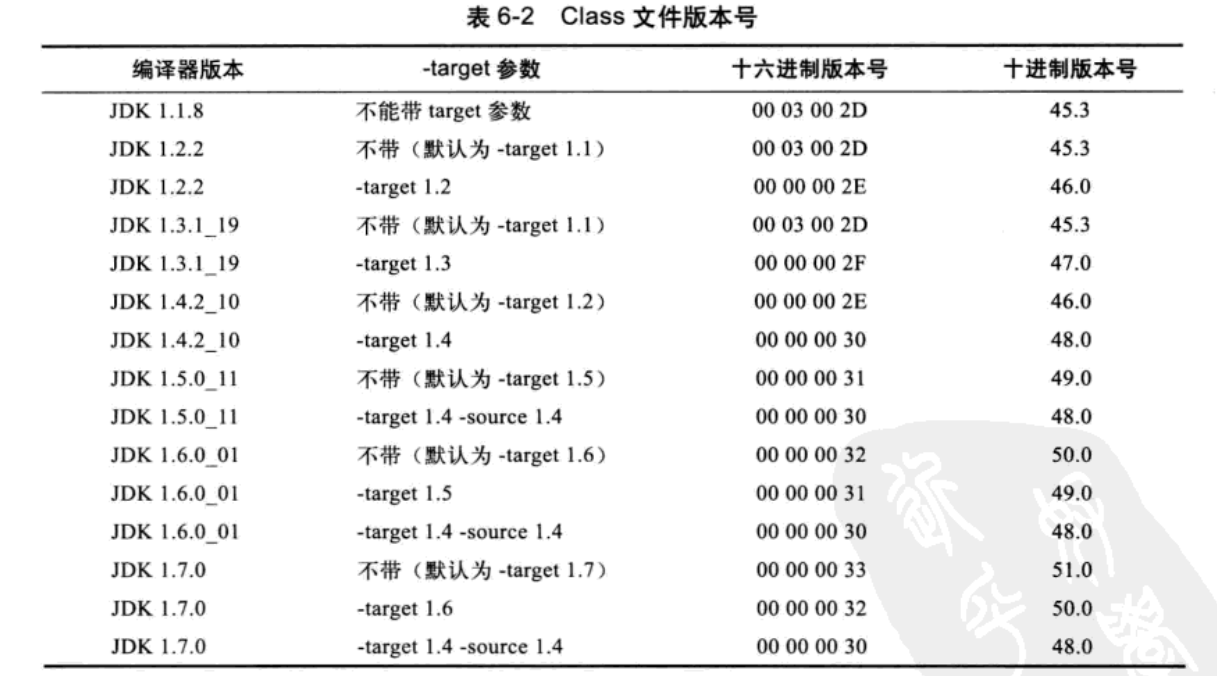 表 6-2 Class 文件版本号
编译器版本 -target 参数 十六进制版本号 十进制版本号
JDK 1.1.8 不能带 target 参数 00 03 00 2D 45.3
JDK 1.2.2 不带（默认为 -target 1.1） 00 03 00 2D 45.3
JDK 1.2.2 -target 1.2 00 00 00 2E 46.0
JDK 1.3.1_19 不带（默认为 -target 1.1） 00 03 00 2D 45.3
JDK 1.3.1_19 -target 1.3 00 00 00 2F 47.0
JDK 1.4.2_10 不带（默认为 -target 1.2） 00 00 00 2E 46.0
JDK 1.4.2_10 -target 1.4 00 00 00 30 48.0
JDK 1.5.0_11 不带（默认为 -target 1.5） 00 00 00 31 49.0
JDK 1.5.0_11 -target 1.4 -source 1.4 00 00 00 30 48.0
JDK 1.6.0_01 不带（默认为 -target 1.6） 00 00 00 32 50.0
JDK 1.6.0_01 -target 1.5 00 00 00 31 49.0
JDK 1.6.0_01 -target 1.4 -source 1.4 00 00 00 30 48.0
JDK 1.7.0 不带（默认为 -target 1.7） 00 00 00 33 51.0
JDK 1.7.0 -target 1.6 00 00 00 32 50.0
JDK 1.7.0 -target 1.4 -source 1.4 00 00 00 30 48.0